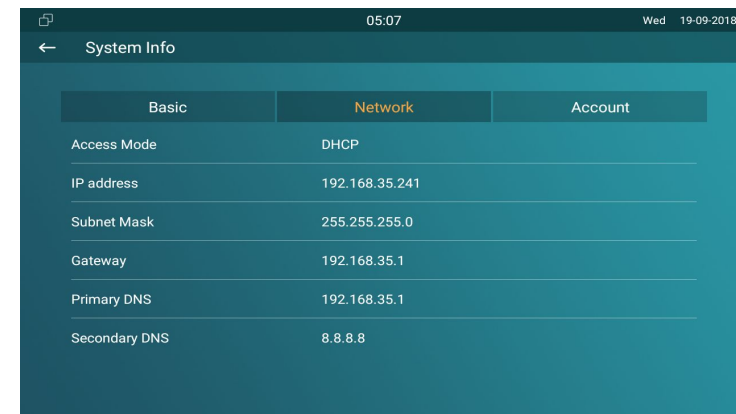 05:07 Wed 19-09-2018
System Info
Basic Network Account
Access Mode DHCP
IP address 192.168.35.241
Subnet Mask 255.255.255.0
Gateway 192.168.35.1
Primary DNS 192.168.35.1
Secondary DNS 8.8.8.8